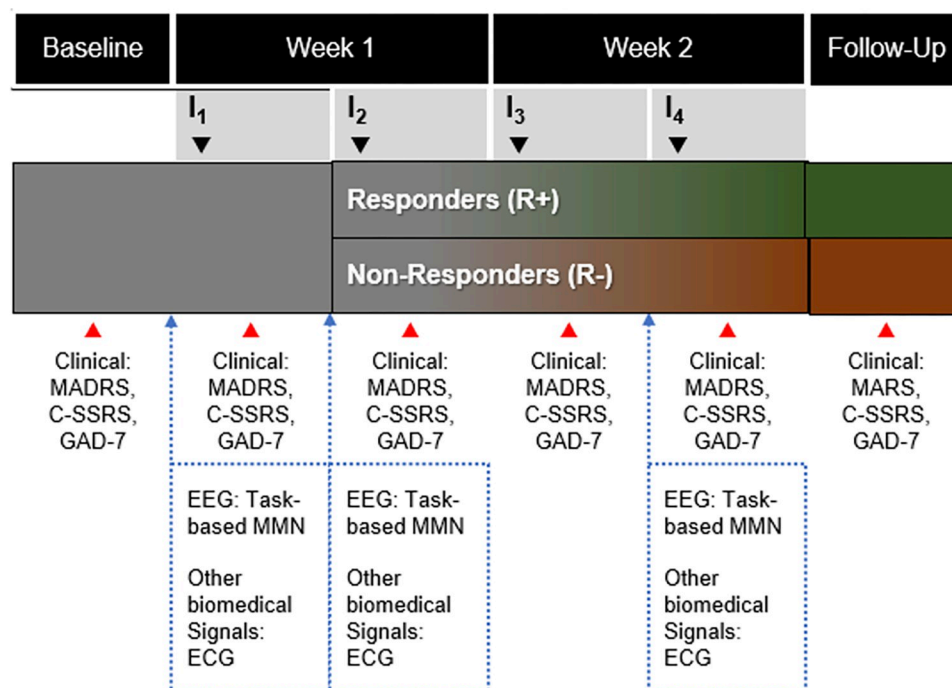 Baseline
Week 1
Week 2
Follow-Up
I1
I2
I3
I4
Responders (R+)
Non-Responders (R-)
Clinical:
MADRS,
C-SSRS,
GAD-7
Clinical:
MADRS,
C-SSRS,
GAD-7
Clinical:
MADRS,
C-SSRS,
GAD-7
Clinical:
MADRS,
C-SSRS,
GAD-7
Clinical:
MADRS,
C-SSRS,
GAD-7
Clinical:
MARS,
C-SSRS,
GAD-7
EEG: Task-
based MMN
Other
biomedical
Signals:
ECG
EEG: Task-
based MMN
Other
biomedical
Signals:
ECG
EEG: Task-
based MMN
Other
biomedical
Signals:
ECG